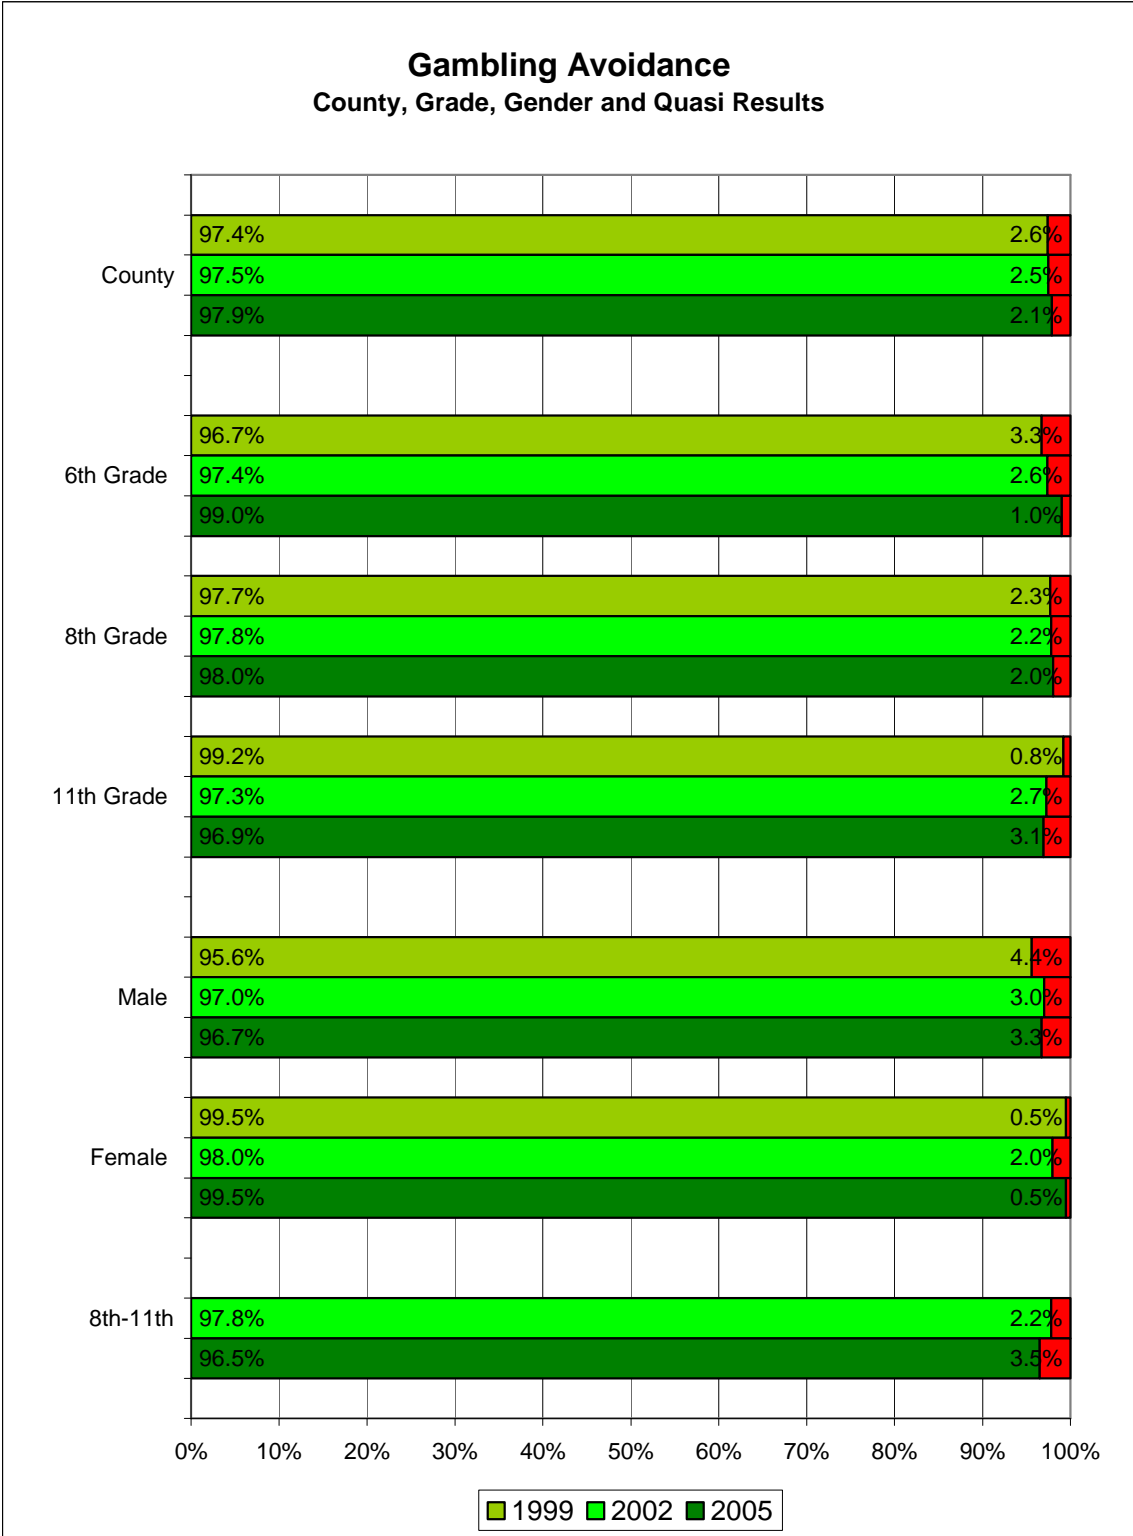 Gambling Avoidance
County, Grade, Gender and Quasi Results
97.4% 2.6%
County 97.5% 2.5%
97.9% 2.1%
96.7% 3.3%
6th Grade 97.4% 2.6%
99.0% 1.0%
97.7% 2.3%
8th Grade 97.8% 2.2%
98.0% 2.0%
99.2% 0.8%
11th Grade 97.3% 2.7%
96.9% 3.1%
95.6% 4.4%
Male 97.0% 3.0%
96.7% 3.3%
99.5% 0.5%
Female 98.0% 2.0%
99.5% 0.5%
8th-11th 97.8% 2.2%
96.5% 3.5%
0% 10% 20% 30% 40% 50% 60% 70% 80% 90% 100%
1999 2002 2005